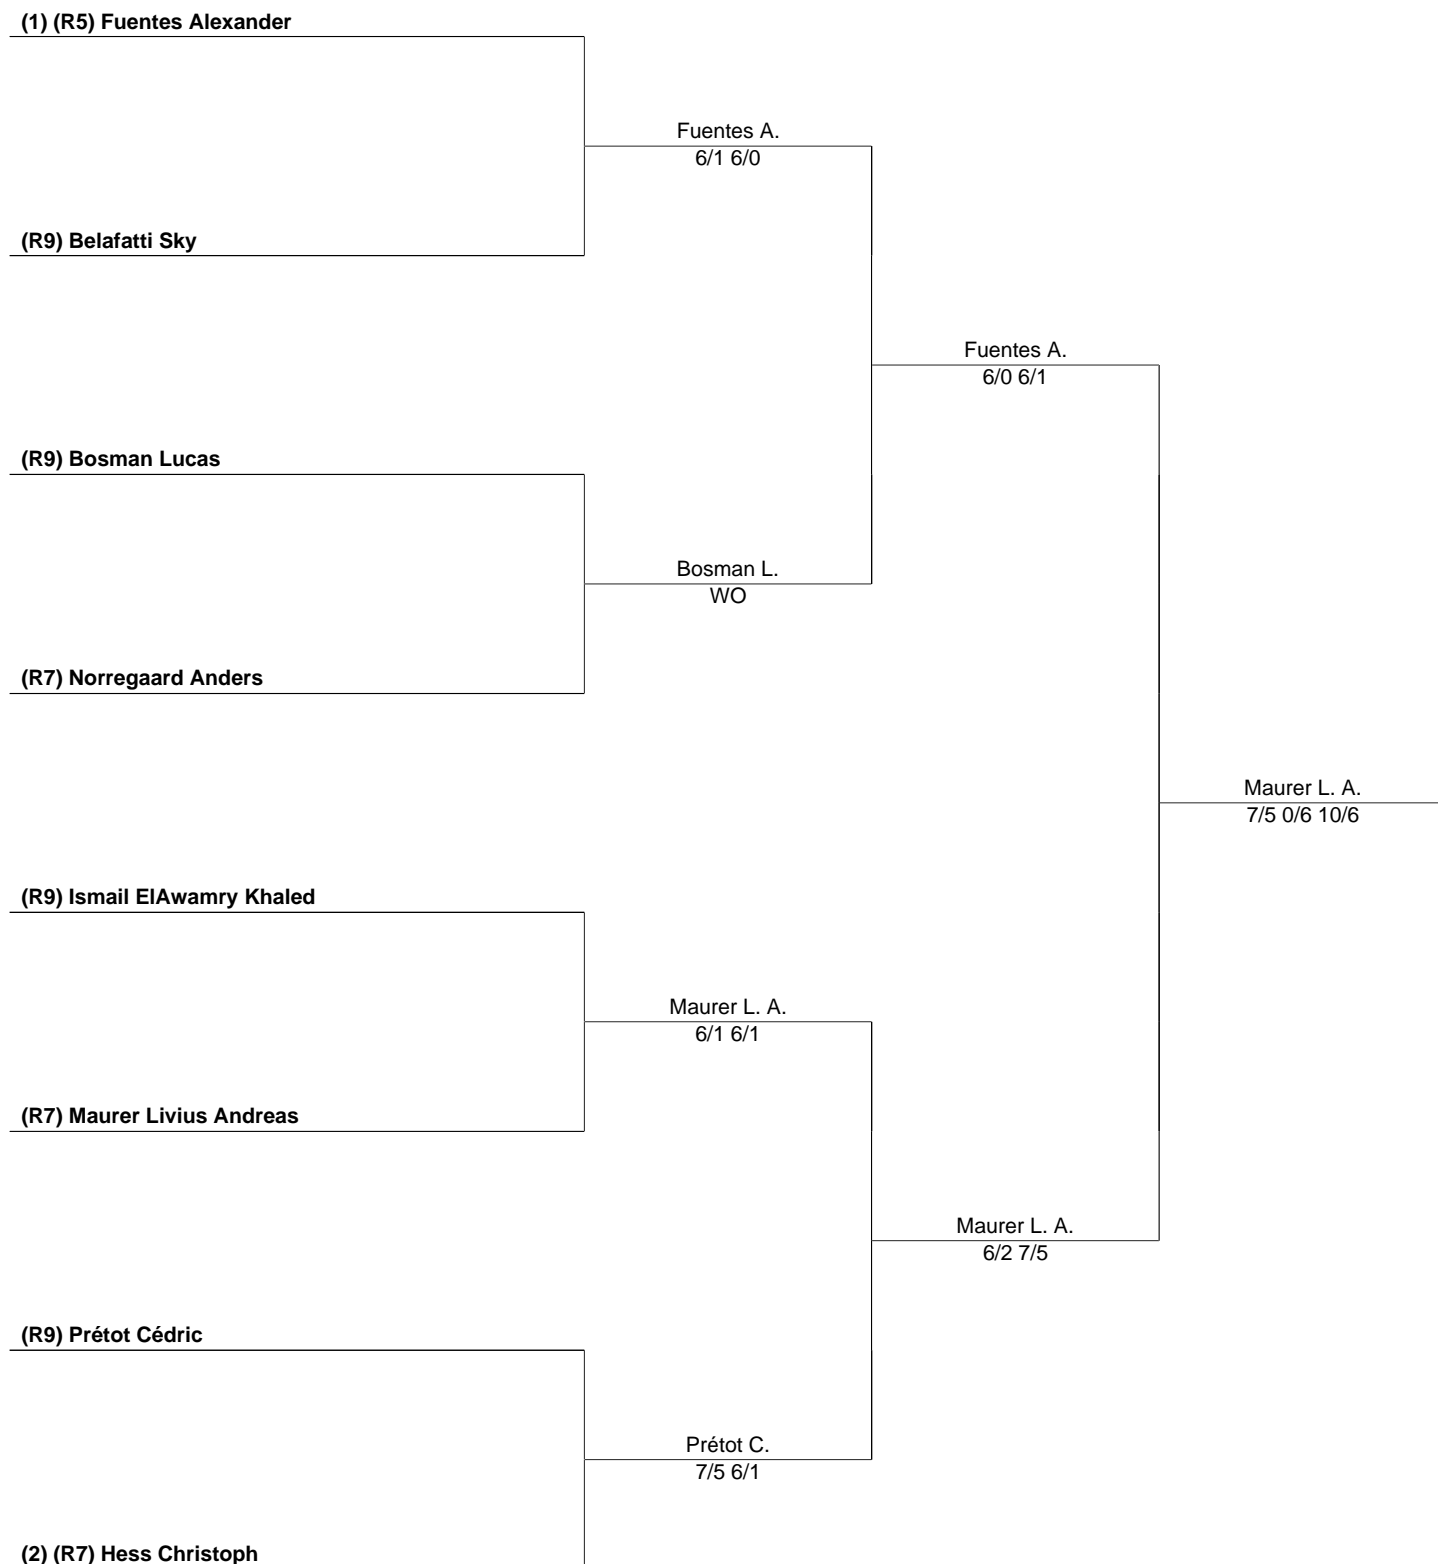 (1) (R5) Fuentes Alexander
Fuentes A.
6/1 6/0
(R9) Belafatti Sky
Fuentes A.
6/0 6/1
(R9) Bosman Lucas
Bosman L.
WO
(R7) Norregaard Anders
Maurer L. A.
7/5 0/6 10/6
(R9) Ismail ElAwamry Khaled
Maurer L. A.
6/1 6/1
(R7) Maurer Livius Andreas
Maurer L. A.
6/2 7/5
(R9) Prétot Cédric
Prétot C.
7/5 6/1
(2) (R7) Hess Christoph